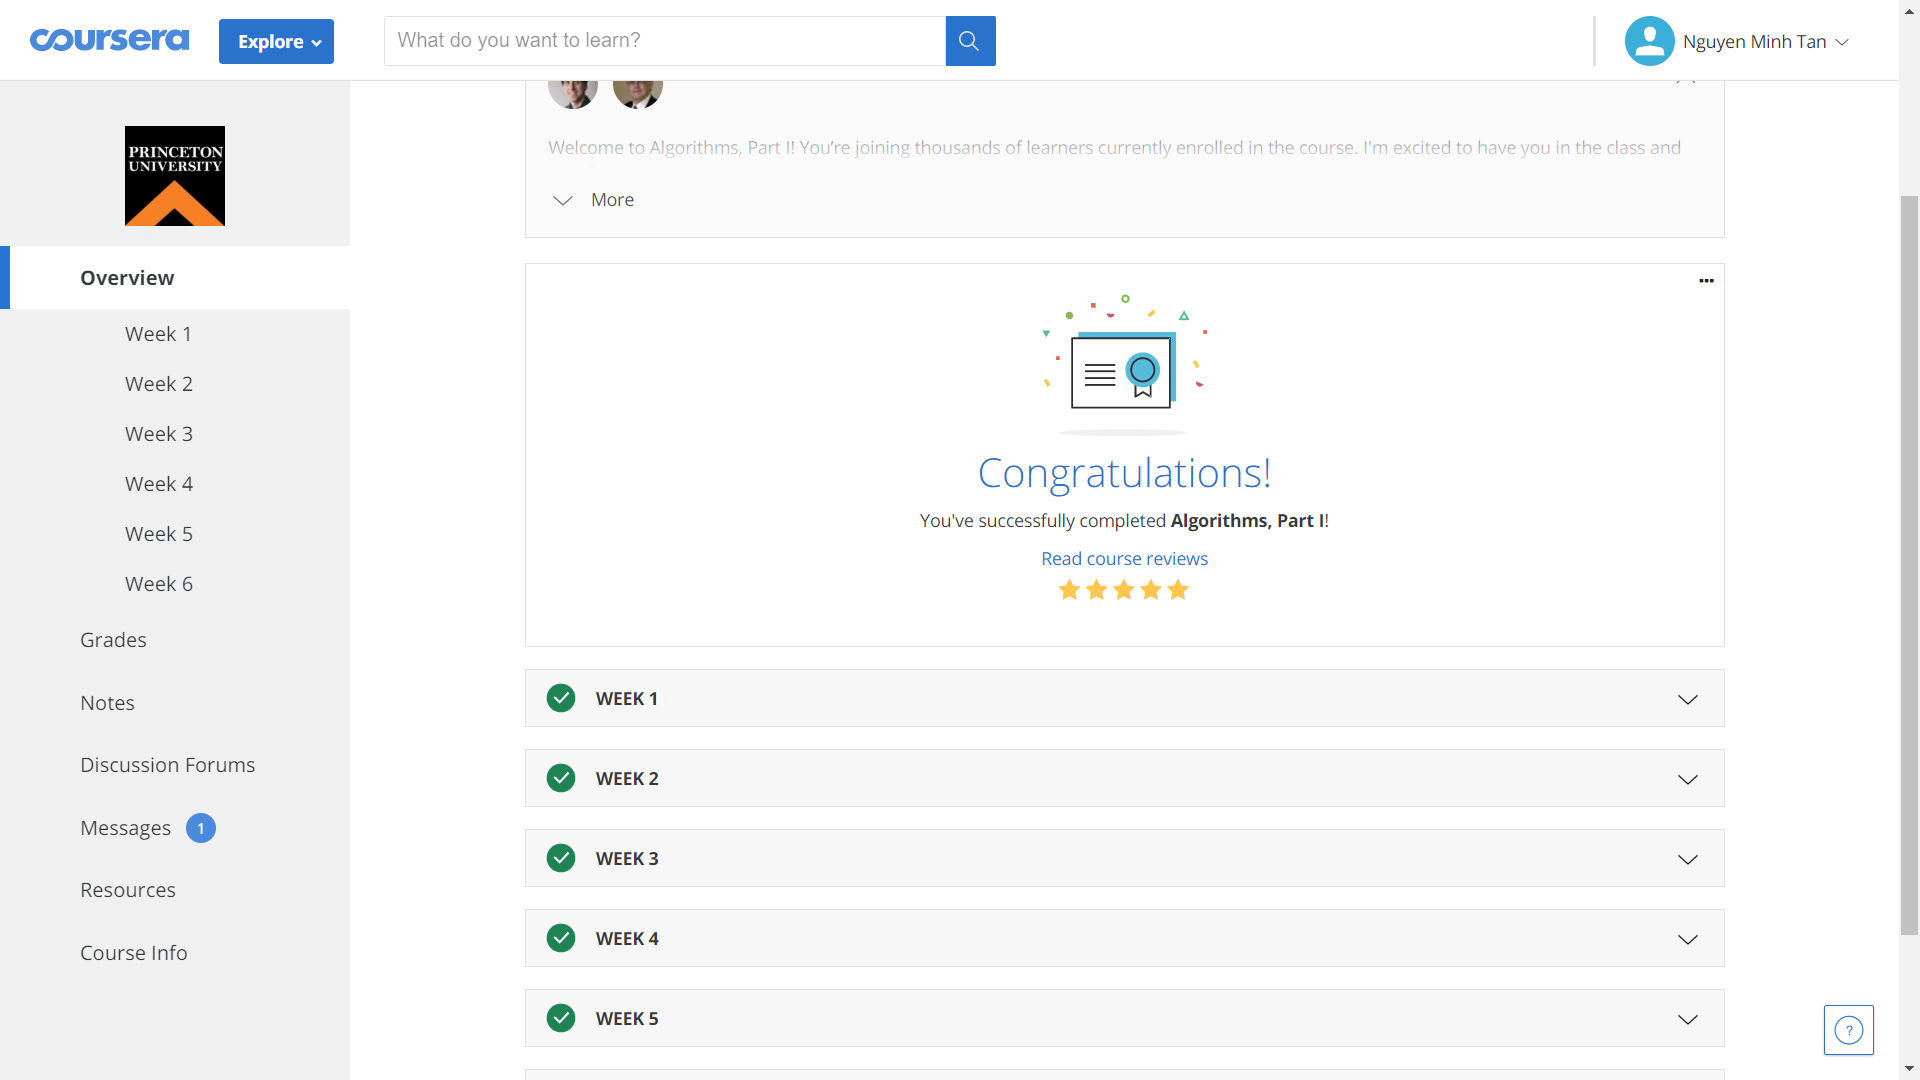 coursera
Explore
What do you want to learn?
Nguyen Minh Tan
PRINCETON
UNIVERSITY
Overview
Week 1
Week 2
Week 3
Week 4
Week 5
Week 6
Grades
Notes
Discussion Forums
Messages 1
Resources
Course Info
Welcome to Algorithms, Part I! You’re joining thousands of learners currently enrolled in the course. I'm excited to have you in the class and
More
Congratulations!
You've successfully completed Algorithms, Part I!
Read course reviews
WEEK 1
WEEK 2
WEEK 3
WEEK 4
WEEK 5
?